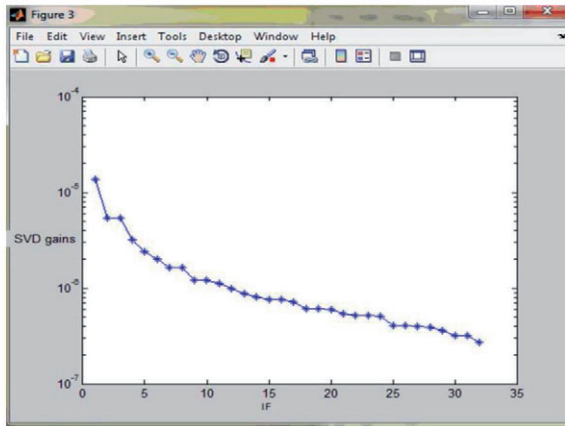 Figure 3
File Edit View Insert Tools Desktop Window Help
10^-4
10^-5
SVD gains
10^-6
10^-7
0 5 10 15 20 25 30 35
IF